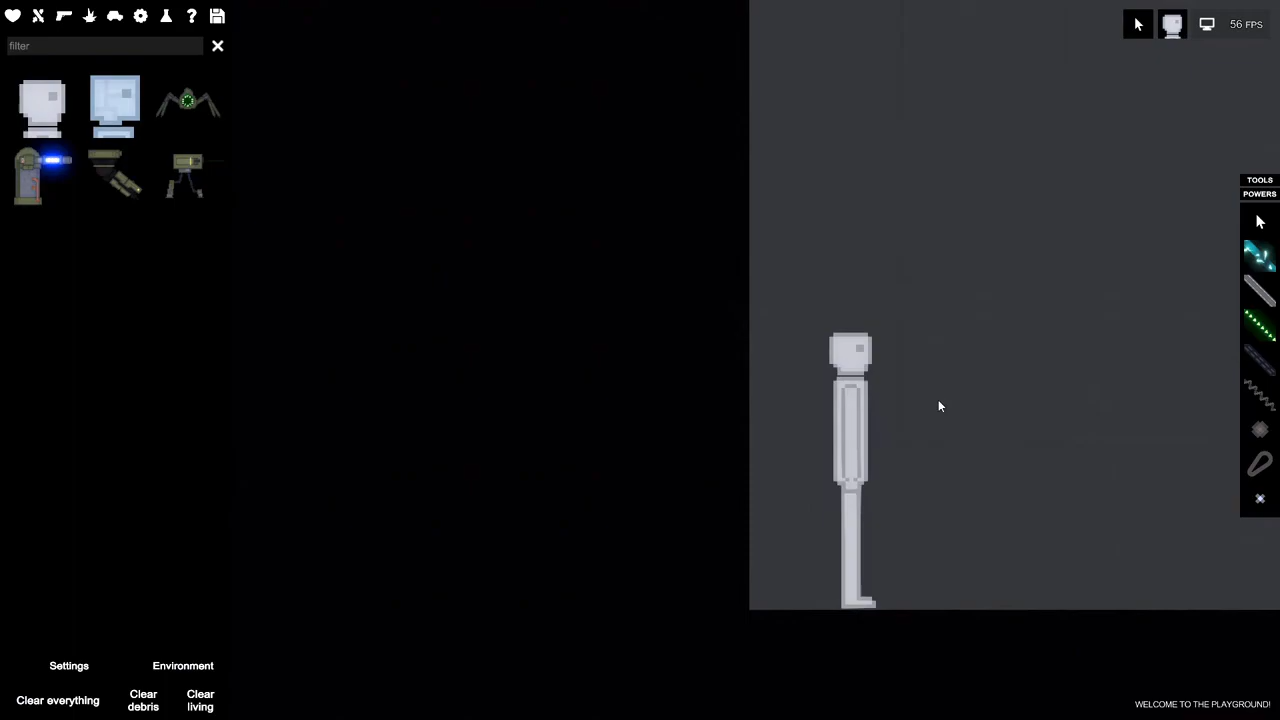 56 FPS
filter
TOOLS
POWERS
Settings
Environment
Clear everything
Clear debris
Clear living
WELCOME TO THE PLAYGROUND!